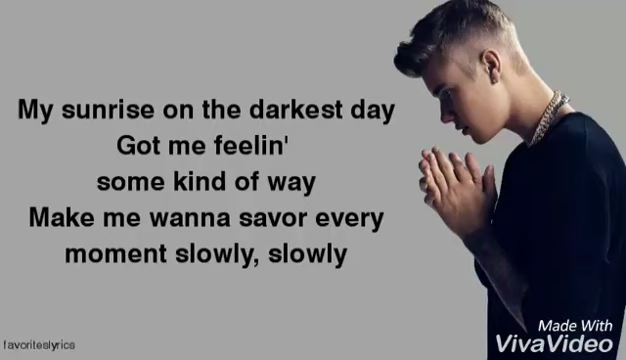 My sunrise on the darkest day
Got me feelin'
some kind of way
Make me wanna savor every
moment slowly, slowly
favoriteslyrics
Made With
VivaVideo